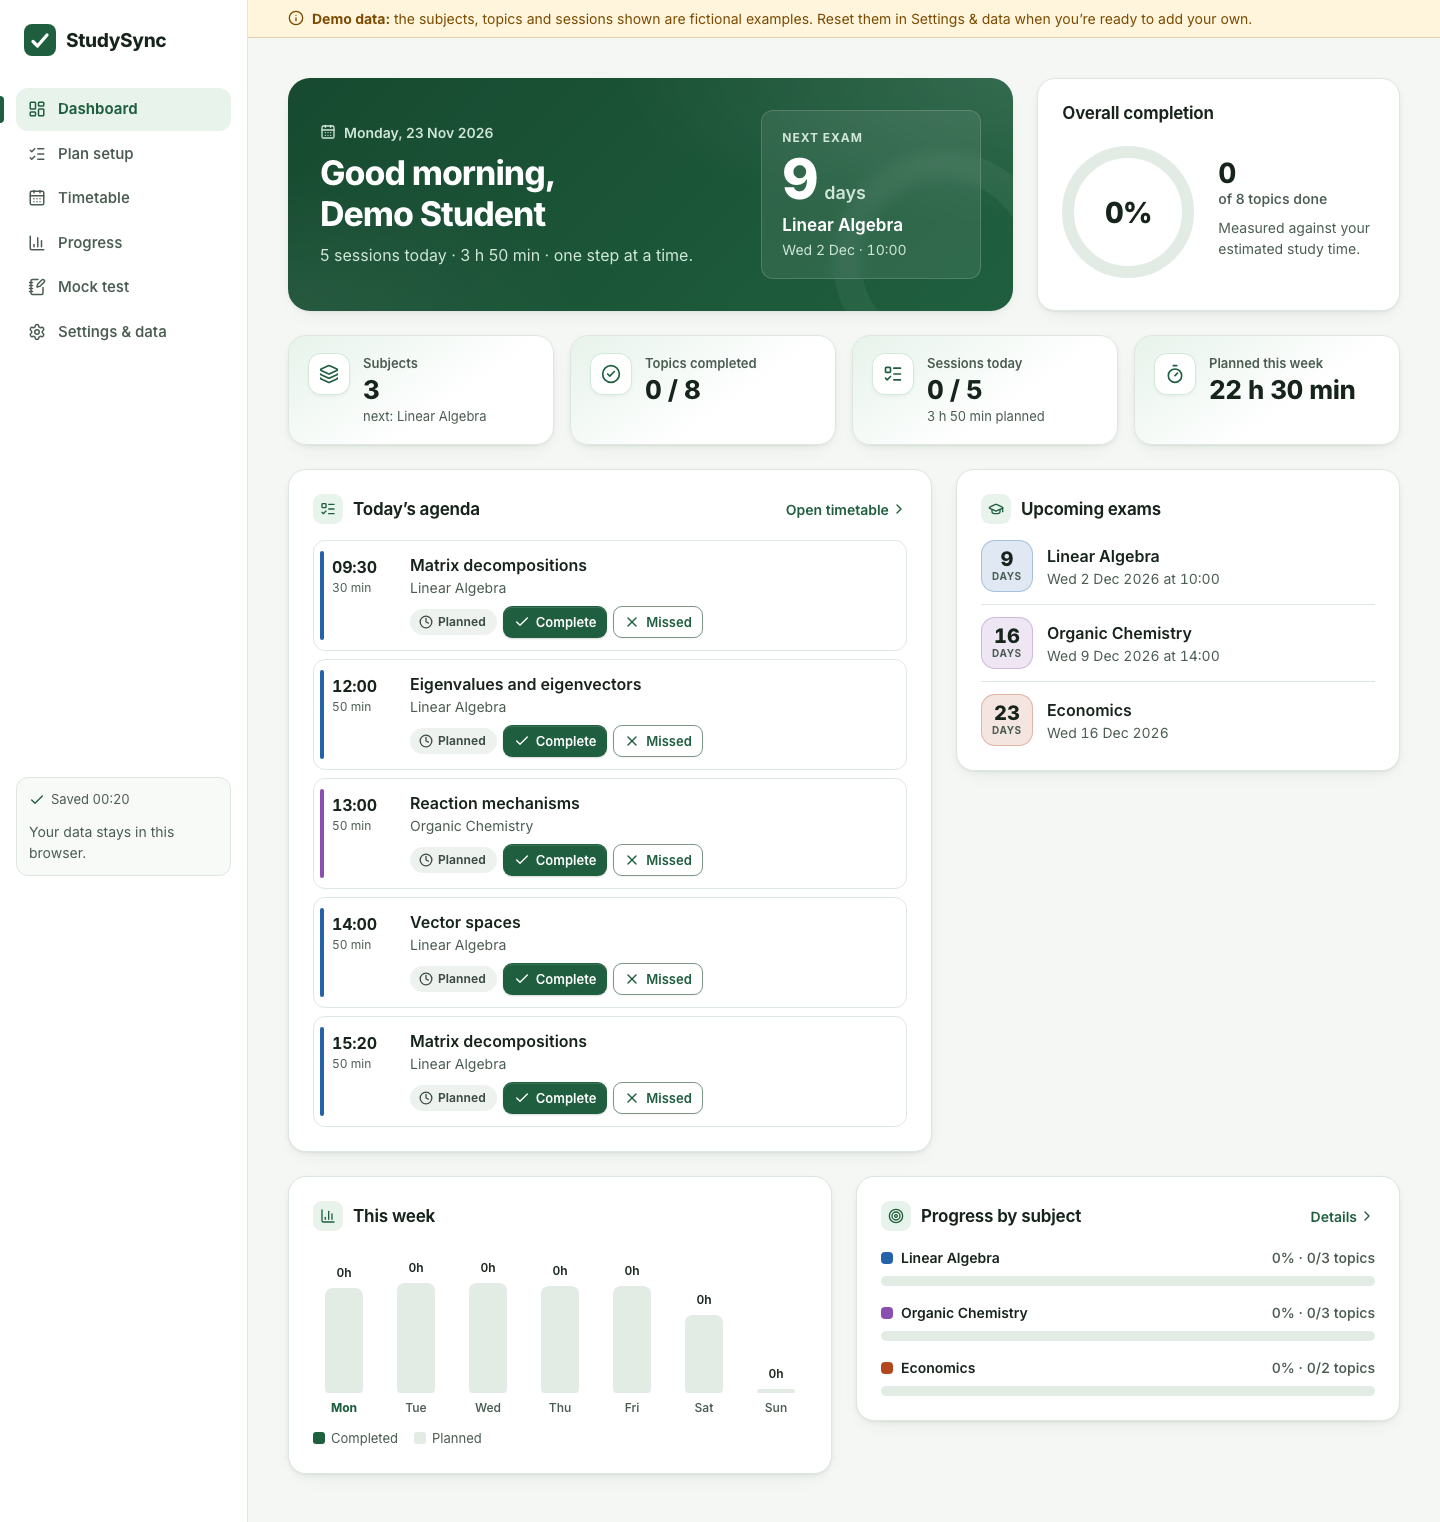 StudySync
Dashboard
Plan setup
Timetable
Progress
Mock test
Settings & data
Saved 00:20
Your data stays in this
browser.
Demo data: the subjects, topics and sessions shown are fictional examples. Reset them in Settings & data when you’re ready to add your own.
Monday, 23 Nov 2026
Good morning,
Demo Student
5 sessions today · 3 h 50 min · one step at a time.
NEXT EXAM
9 days
Linear Algebra
Wed 2 Dec · 10:00
Overall completion
0%
0
of 8 topics done
Measured against your
estimated study time.
Subjects
3
next: Linear Algebra
Topics completed
0 / 8
Sessions today
0 / 5
3 h 50 min planned
Planned this week
22 h 30 min
Today’s agenda
Open timetable
09:30
30 min
Matrix decompositions
Linear Algebra
Planned Complete Missed
12:00
50 min
Eigenvalues and eigenvectors
Linear Algebra
Planned Complete Missed
13:00
50 min
Reaction mechanisms
Organic Chemistry
Planned Complete Missed
14:00
50 min
Vector spaces
Linear Algebra
Planned Complete Missed
15:20
50 min
Matrix decompositions
Linear Algebra
Planned Complete Missed
Upcoming exams
9
DAYS
Linear Algebra
Wed 2 Dec 2026 at 10:00
16
DAYS
Organic Chemistry
Wed 9 Dec 2026 at 14:00
23
DAYS
Economics
Wed 16 Dec 2026
This week
0h 0h 0h 0h 0h 0h 0h
Mon Tue Wed Thu Fri Sat Sun
Completed Planned
Progress by subject
Details
Linear Algebra 0% · 0/3 topics
Organic Chemistry 0% · 0/3 topics
Economics 0% · 0/2 topics